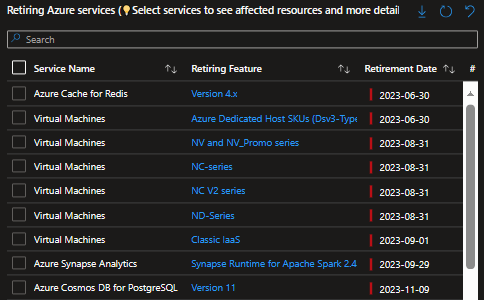 Retiring Azure services (💡Select services to see affected resources and more detail
Search
Service Name Retiring Feature Retirement Date #
Azure Cache for Redis Version 4.x 2023-06-30
Virtual Machines Azure Dedicated Host SKUs (Dsv3-Type 2023-06-30
Virtual Machines NV and NV_Promo series 2023-08-31
Virtual Machines NC-series 2023-08-31
Virtual Machines NC V2 series 2023-08-31
Virtual Machines ND-Series 2023-08-31
Virtual Machines Classic IaaS 2023-09-01
Azure Synapse Analytics Synapse Runtime for Apache Spark 2.4 2023-09-29
Azure Cosmos DB for PostgreSQL Version 11 2023-11-09